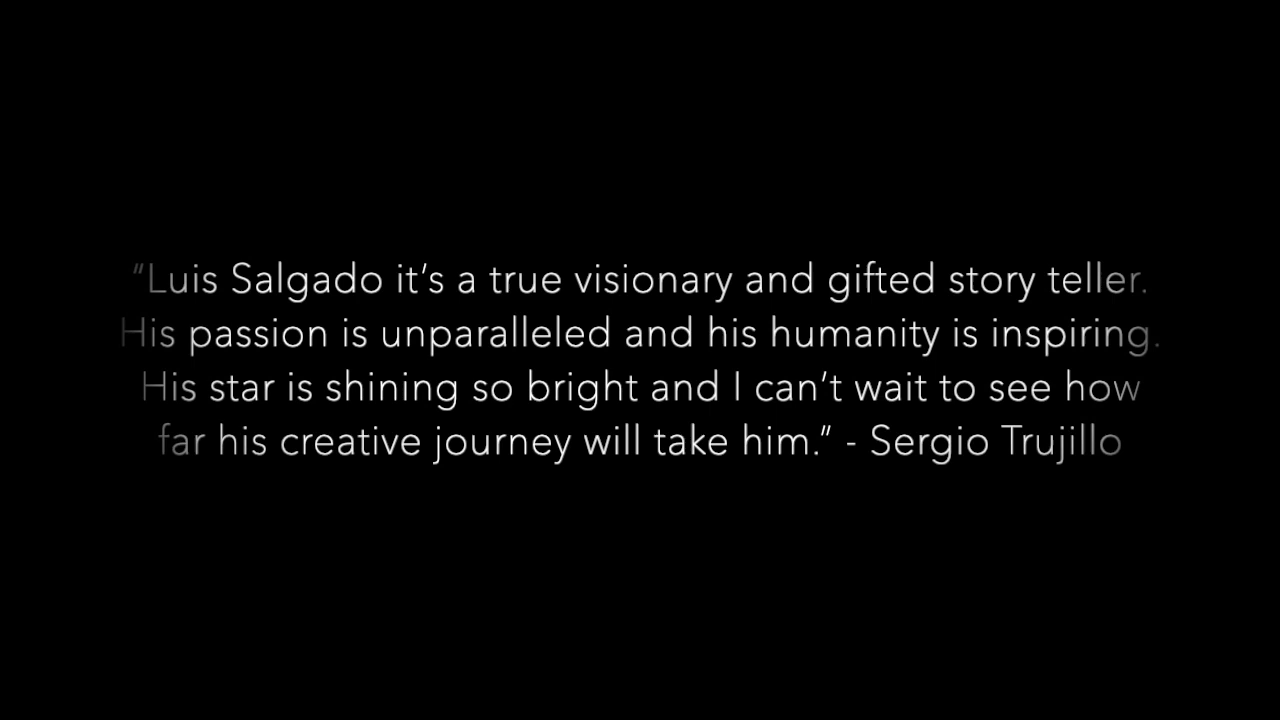 “Luis Salgado it’s a true visionary and gifted story teller.
His passion is unparalleled and his humanity is inspiring.
His star is shining so bright and I can’t wait to see how
far his creative journey will take him.” - Sergio Trujillo